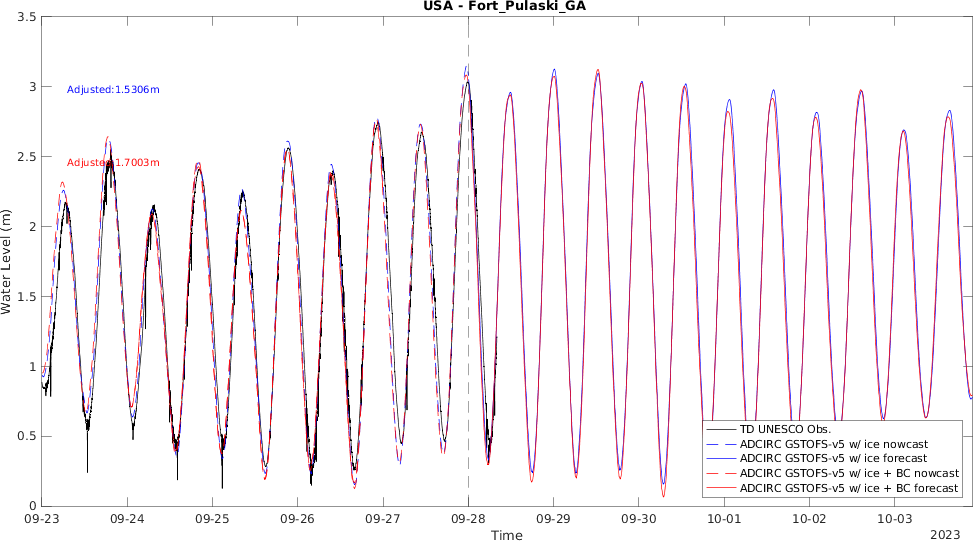 USA - Fort_Pulaski_GA
3.5
3
2.5
2
1.5
1
0.5
0
Water Level (m)
Adjusted:1.5306m
Adjusted:1.7003m
TD UNESCO Obs.
ADCIRC GSTOFS-v5 w/ ice nowcast
ADCIRC GSTOFS-v5 w/ ice forecast
ADCIRC GSTOFS-v5 w/ ice + BC nowcast
ADCIRC GSTOFS-v5 w/ ice + BC forecast
09-23 09-24 09-25 09-26 09-27 09-28 09-29 09-30 10-01 10-02 10-03
Time
2023